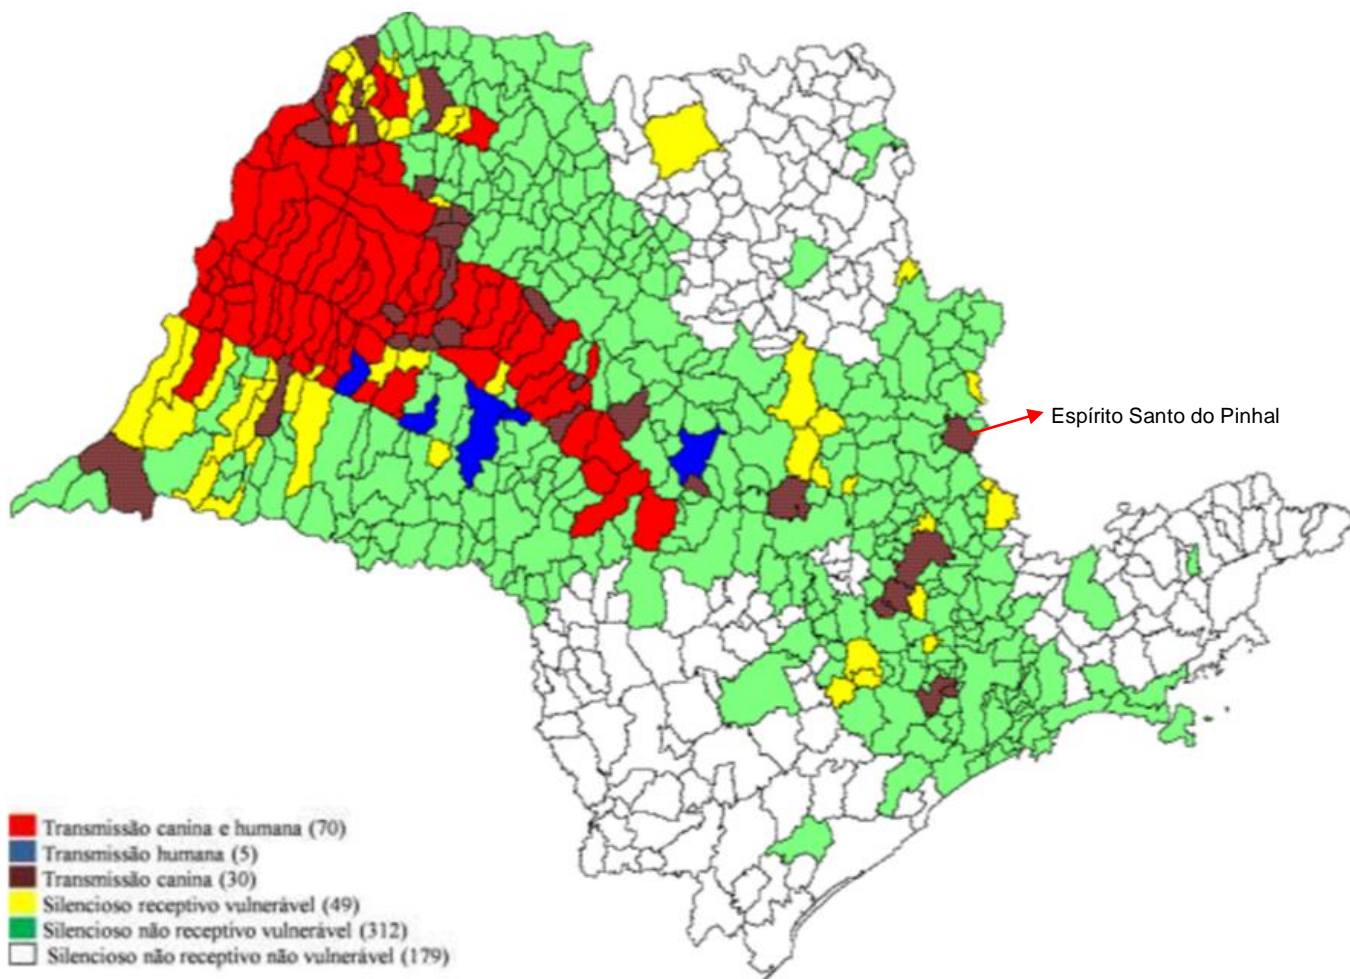 Espírito Santo do Pinhal
Transmissão canina e humana (70)
Transmissão humana (5)
Transmissão canina (30)
Silencioso receptivo vulnerável (49)
Silencioso não receptivo vulnerável (312)
Silencioso não receptivo não vulnerável (179)